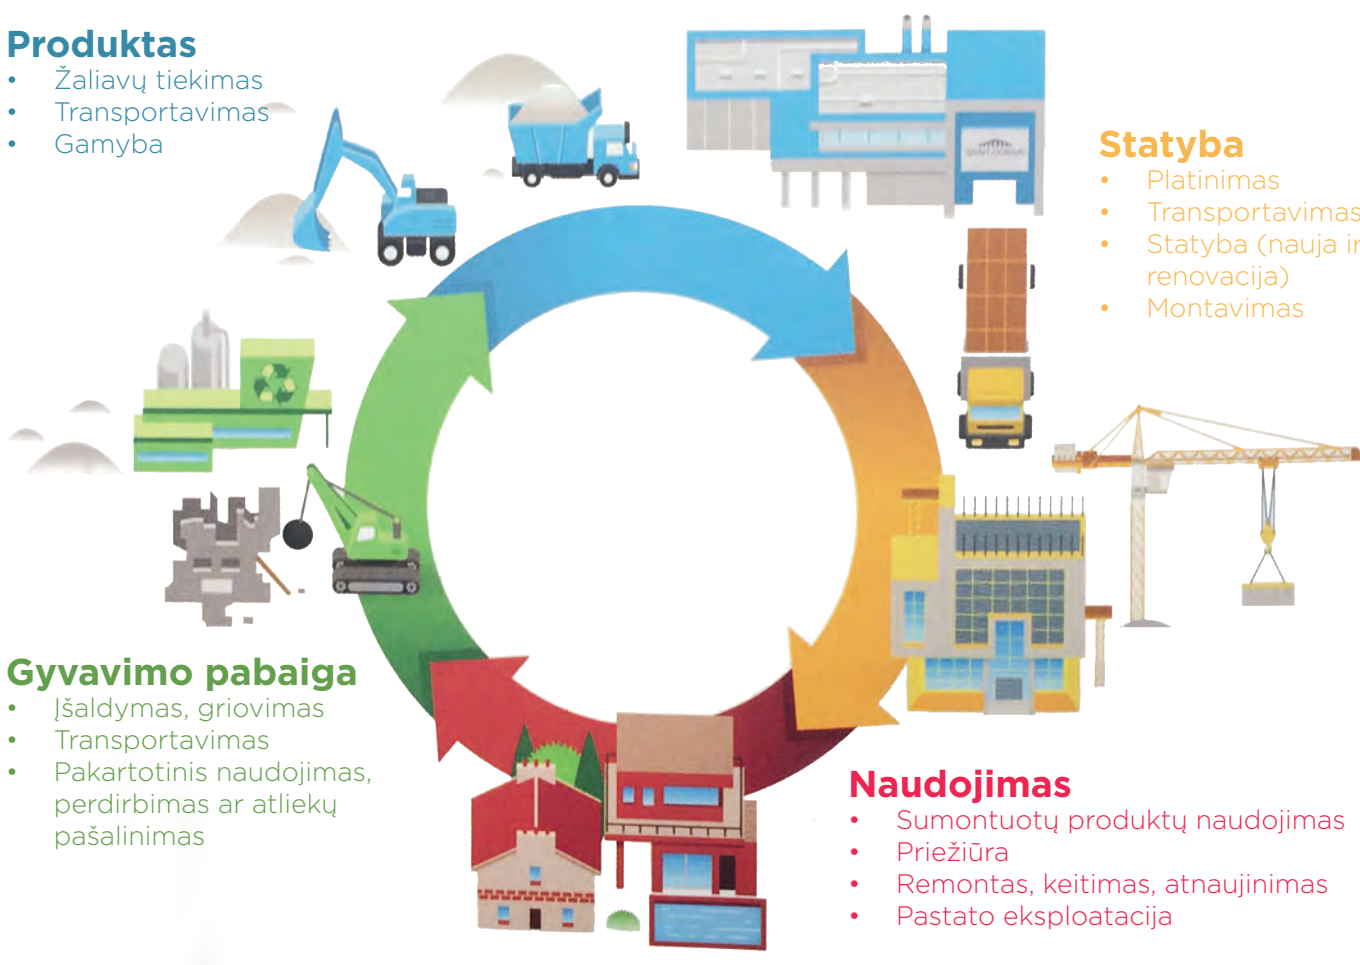 Produktas
• Žaliavų tiekimas
• Transportavimas
• Gamyba
Statyba
• Platinimas
• Transportavimas
• Statyba (nauja ir
renovacija)
• Montavimas
Gyvavimo pabaiga
• Įšaldymas, griovimas
• Transportavimas
• Pakartotinis naudojimas,
perdirbimas ar atliekų
pašalinimas
Naudojimas
• Sumontuotų produktų naudojimas
• Priežiūra
• Remontas, keitimas, atnaujinimas
• Pastato eksploatacija